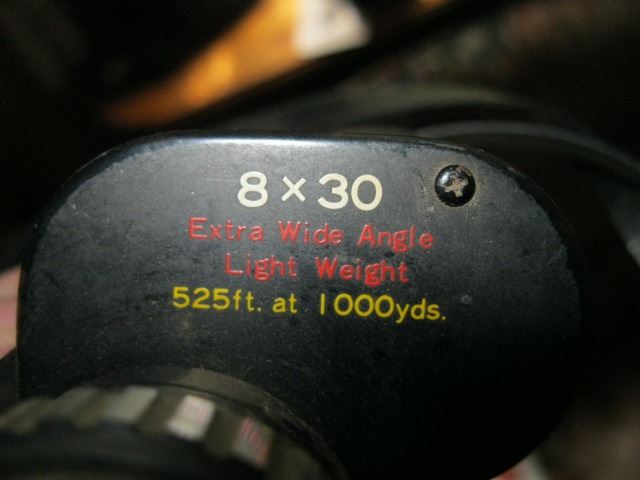 8×30
Extra Wide Angle
Light Weight
525ft. at 1000yds.